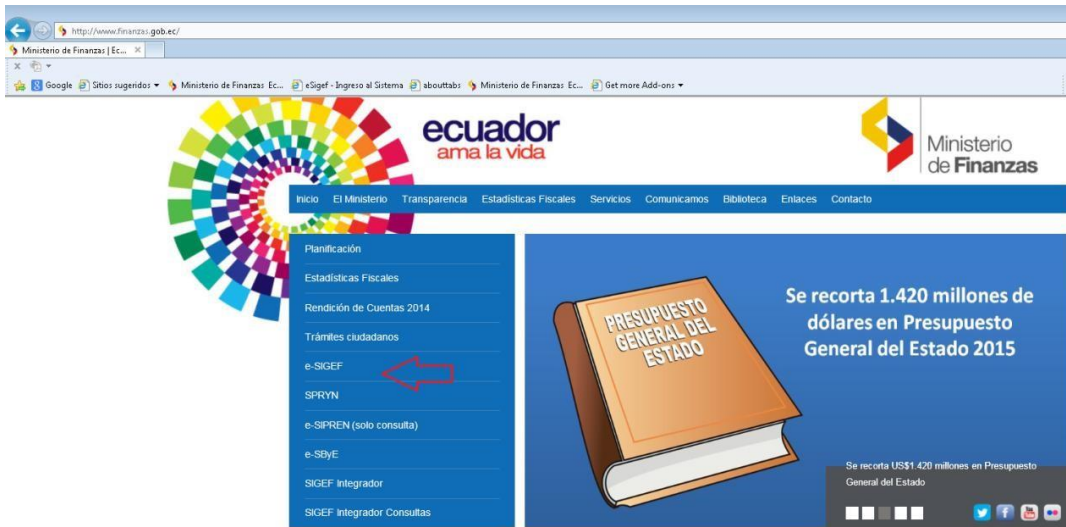 http://www.finanzas.gob.ec/
Ministerio de Finanzas | Ec...
Google Sitios sugeridos Ministerio de Finanzas Ec... eSigef - Ingreso al Sistema abouttabs Ministerio de Finanzas Ec... Get more Add-ons
ecuador
ama la vida
Ministerio
de Finanzas
Inicio El Ministerio Transparencia Estadísticas Fiscales Servicios Comunicamos Biblioteca Enlaces Contacto
Planificación
Estadísticas Fiscales
Rendición de Cuentas 2014
Trámites ciudadanos
e-SIGEF
SPRYN
e-SIPREN (solo consulta)
e-SByE
SIGEF Integrador
SIGEF Integrador Consultas
PRESUPUESTO
GENERAL DEL
ESTADO
Se recorta 1.420 millones de
dólares en Presupuesto
General del Estado 2015
Se recorta US$1.420 millones en Presupuesto
General del Estado